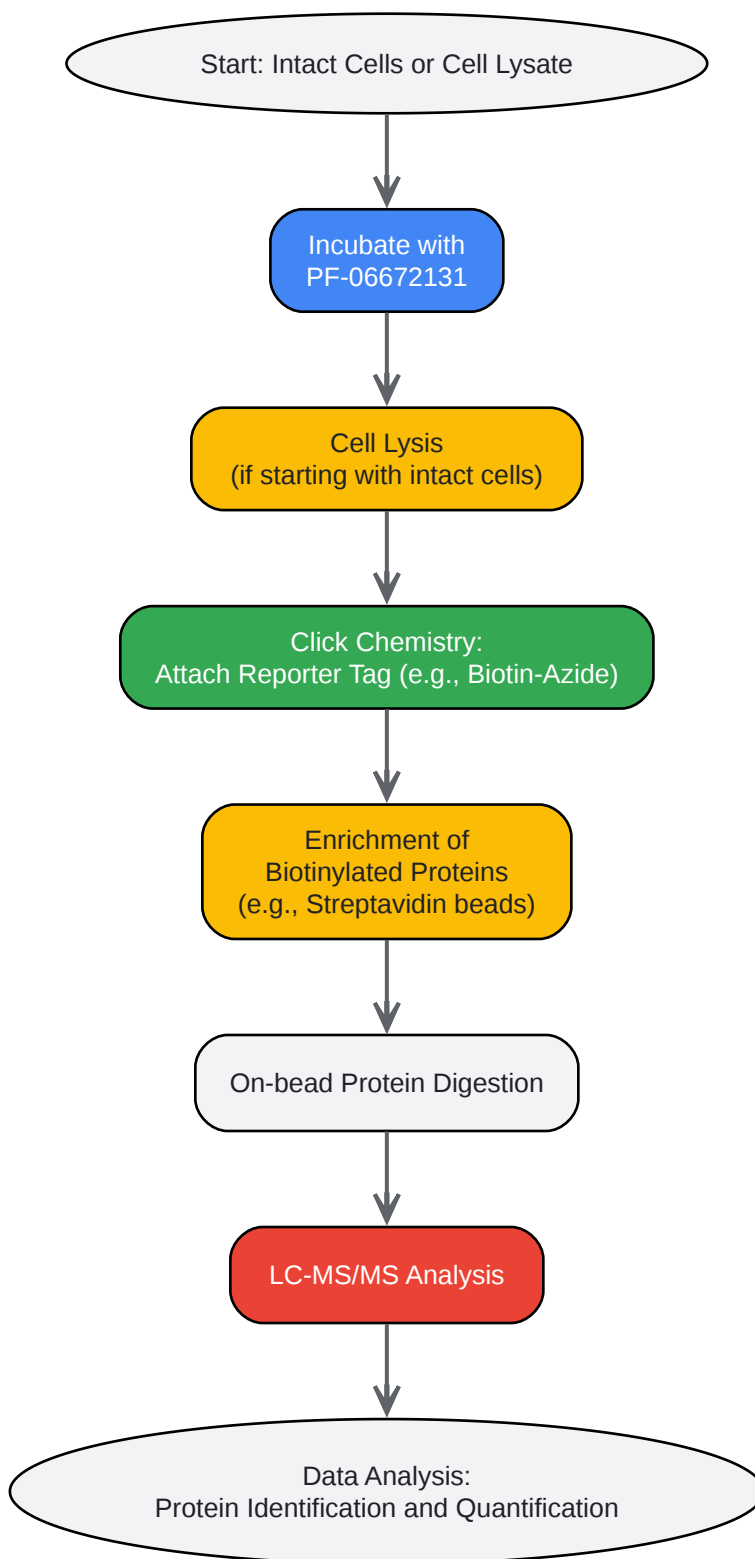 Start: Intact Cells or Cell Lysate
Incubate with
PF-06672131
Cell Lysis
(if starting with intact cells)
Click Chemistry:
Attach Reporter Tag (e.g., Biotin-Azide)
Enrichment of
Biotinylated Proteins
(e.g., Streptavidin beads)
On-bead Protein Digestion
LC-MS/MS Analysis
Data Analysis:
Protein Identification and Quantification